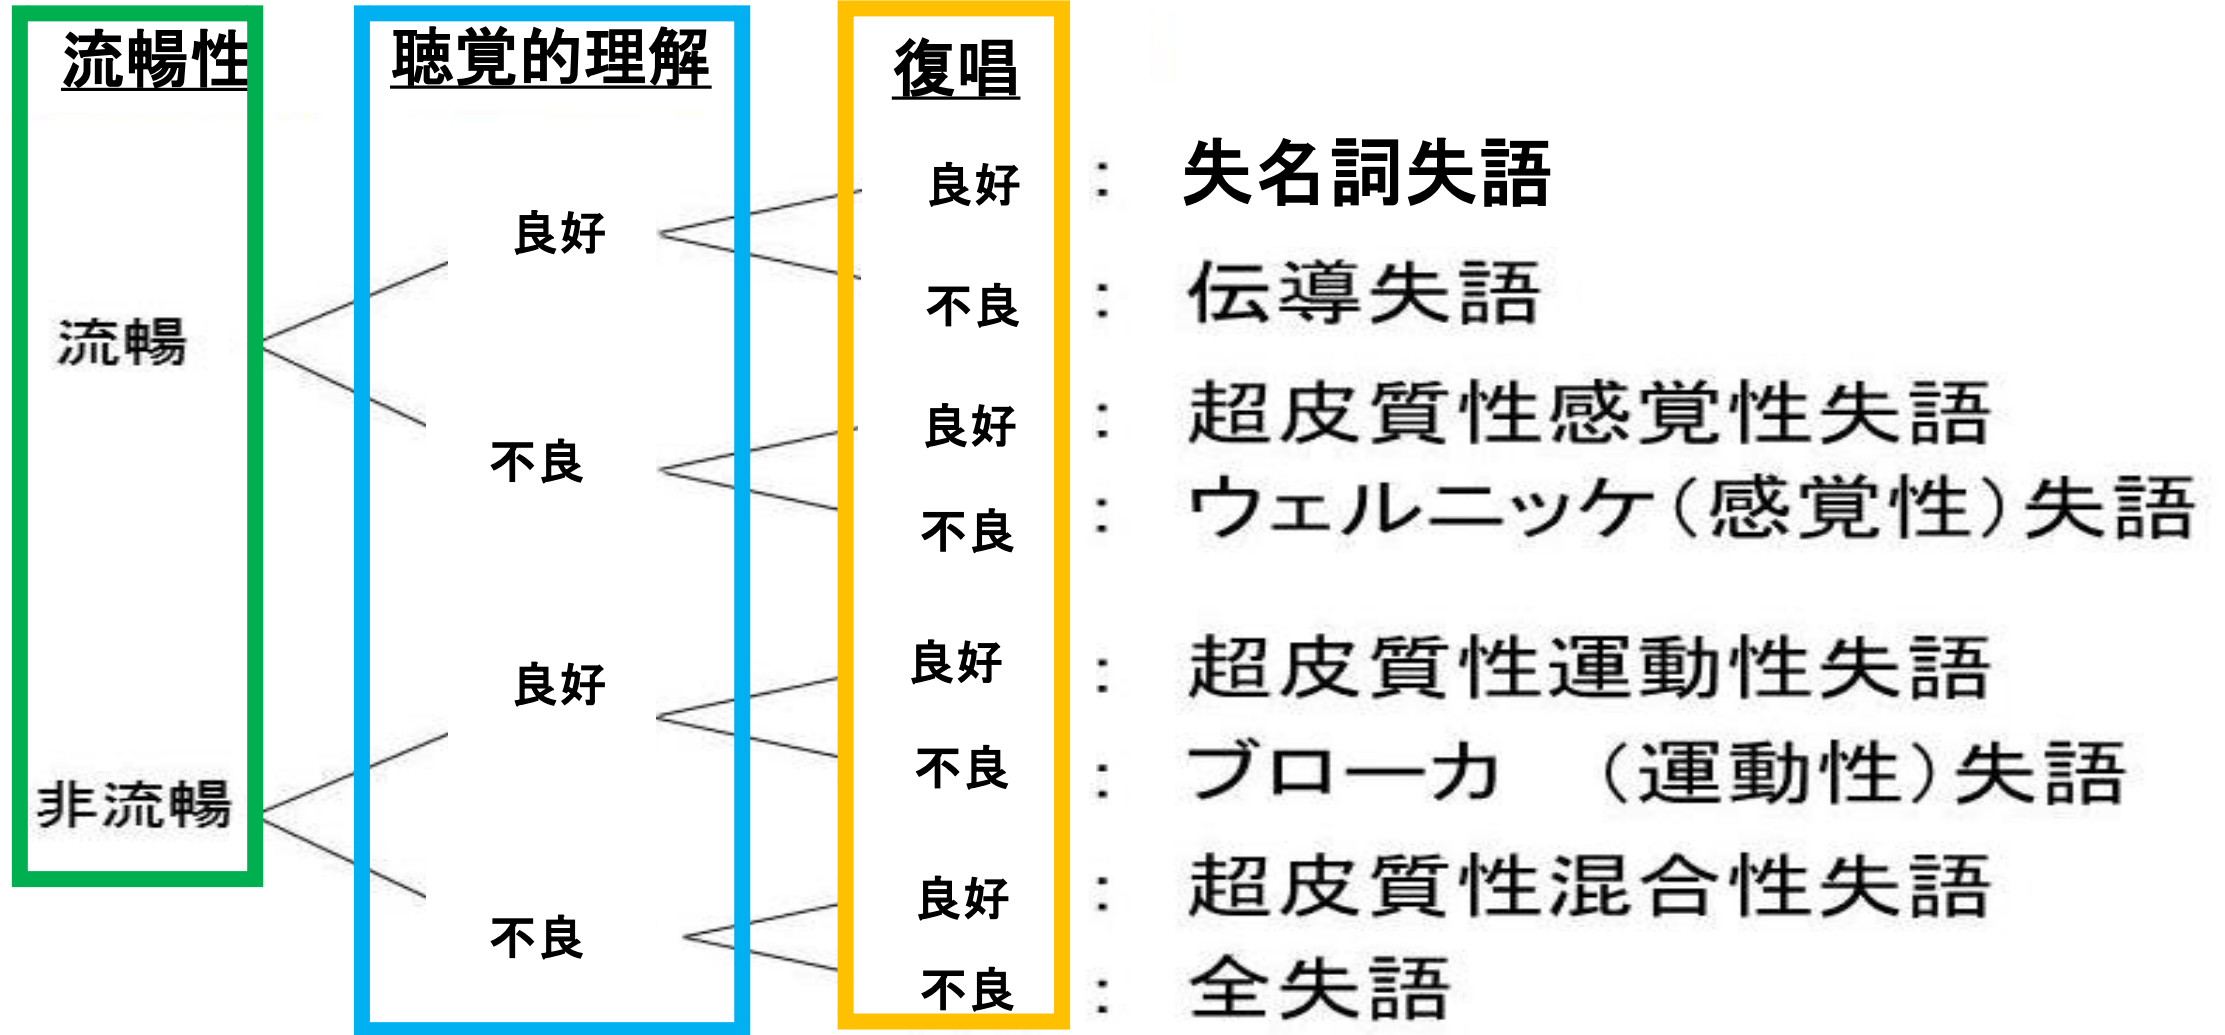 流暢性 聴覚的理解 復唱
良好 : 失名詞失語
良好
不良 : 伝導失語
流暢
良好 : 超皮質性感覚性失語
不良
不良 : ウェルニッケ(感覚性)失語
良好 : 超皮質性運動性失語
良好
不良 : ブローカ (運動性)失語
非流暢
良好 : 超皮質性混合性失語
不良
不良 : 全失語